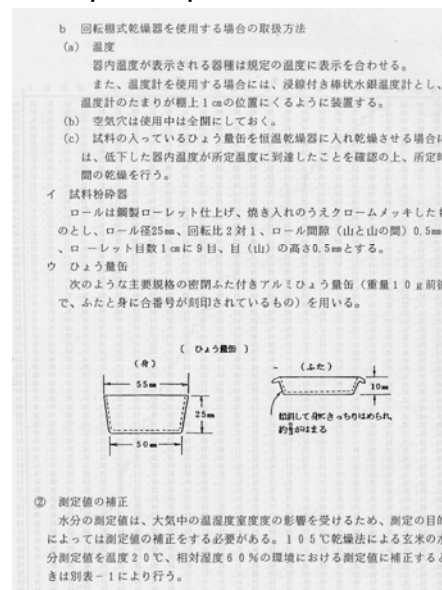 b 回転棚式乾燥器を使用する場合の取扱方法
(a) 温度
器内温度が表示される器種は規定の温度に表示を合わせる。
また、温度計を使用する場合には、浸線付き棒状水銀温度計とし、
温度計のたまりが棚上1㎝の位置にくるように装置する。
(b) 空気穴は使用中は全開にしておく。
(c) 試料の入っているひょう量缶を恒温乾燥器に入れ乾燥させる場合に
は、低下した器内温度が所定温度に到達したことを確認の上、所定時
間の乾燥を行う。
イ 試料粉砕器
ロールは鋼製ローレット仕上げ、焼き入れのうえクロームメッキしたも
のとし、ロール径25㎜、回転比2対1、ロール間隙（山と山の間）0.5㎜
、ローレット目数1㎝に9目、目（山）の高さ0.5㎜とする。
ウ ひょう量缶
次のような主要規格の密閉ふた付きアルミひょう量缶（重量10g前後
で、ふたと身に合番号が刻印されているもの）を用いる。
〔 ひょう量缶 〕
(身)
(ふた)
55㎜
10㎜
25㎜
50㎜
傾斜して身にきっちりはめられ、
約
がはまる
② 測定値の補正
水分の測定値は、大気中の温湿度室度度の影響を受けるため、測定の目的
によっては測定値の補正をする必要がある。105℃乾燥法による玄米の水
分測定値を温度20℃、相対湿度60%の環境における測定値に補正すると
きは別表－1により行う。